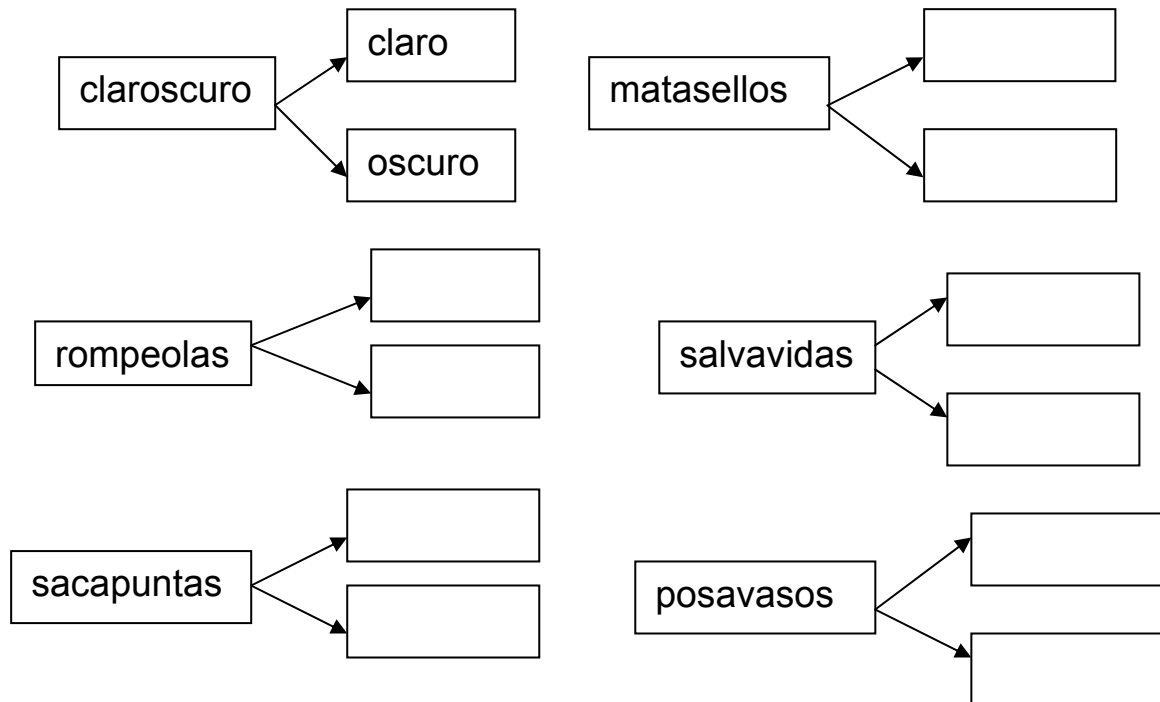 claro
claroscuro
matasellos
oscuro
rompeolas
salvavidas
sacapuntas
posavasos